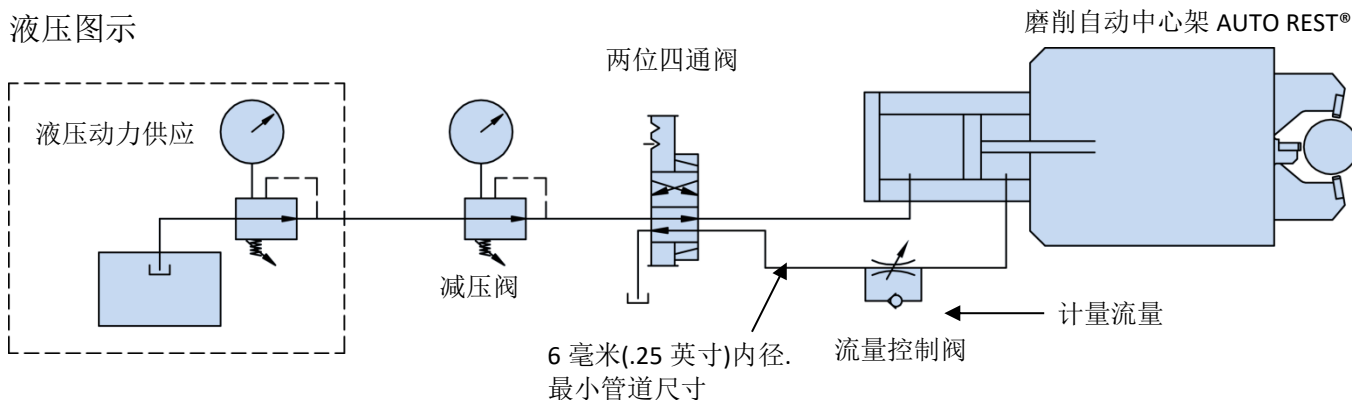 液压图示
磨削自动中心架 AUTO REST®
两位四通阀
液压动力供应
减压阀
计量流量
流量控制阀
6 毫米(.25 英寸)内径.
最小管道尺寸